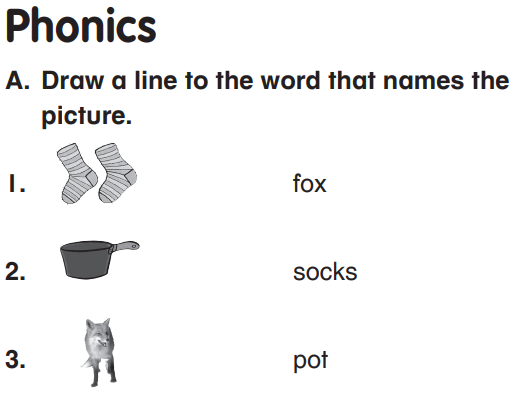 Phonics
A. Draw a line to the word that names the
picture.
1. fox
2. socks
3. pot